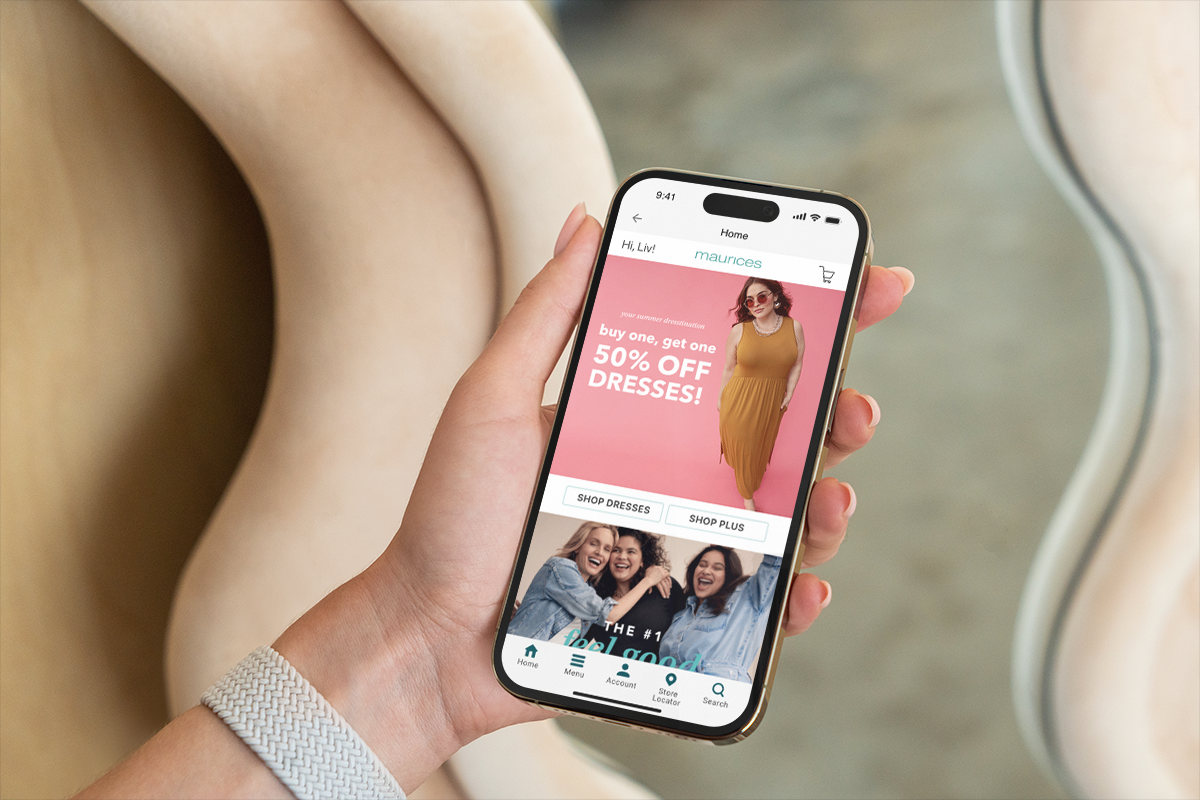 9:41
Home
Hi, Liv!
maurices
your summer dresstination
buy one, get one
50% OFF
DRESSES!
SHOP DRESSES
SHOP PLUS
THE #1
feel good
Home
Menu
Account
Store
Locator
Search